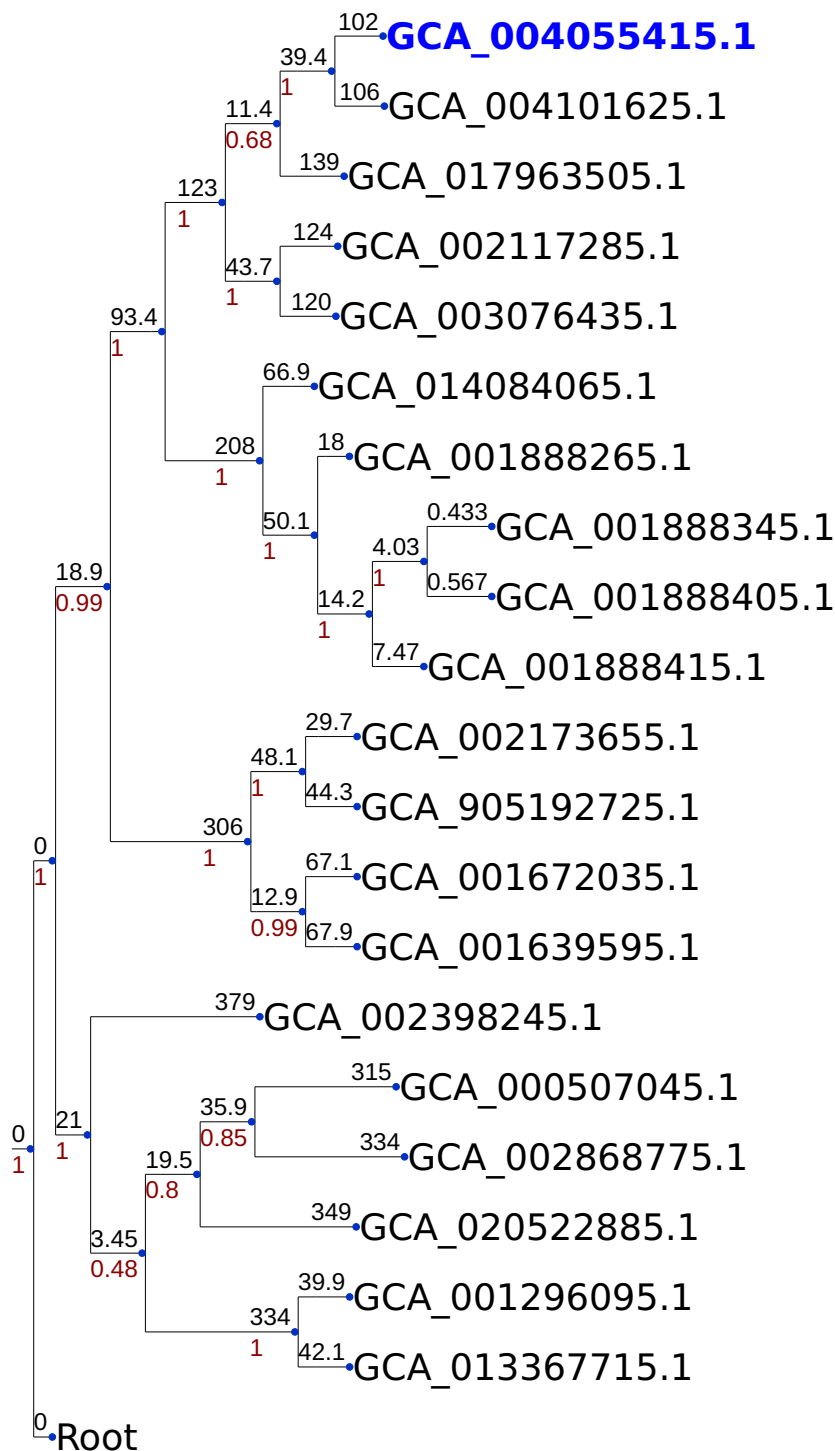 102
GCA_004055415.1
39.4
1
106
GCA_004101625.1
11.4
0.68
139
GCA_017963505.1
123
1
124
GCA_002117285.1
43.7
1
120
GCA_003076435.1
93.4
1
66.9
GCA_014084065.1
208
1
18
GCA_001888265.1
50.1
1
0.433
GCA_001888345.1
4.03
1
0.567
GCA_001888405.1
14.2
1
7.47
GCA_001888415.1
18.9
0.99
29.7
GCA_002173655.1
48.1
1
44.3
GCA_905192725.1
306
1
67.1
GCA_001672035.1
12.9
0.99
67.9
GCA_001639595.1
0
1
379
GCA_002398245.1
315
GCA_000507045.1
35.9
0.85
334
GCA_002868775.1
21
1
0
1
19.5
0.8
349
GCA_020522885.1
3.45
0.48
39.9
GCA_001296095.1
334
1
42.1
GCA_013367715.1
0
Root